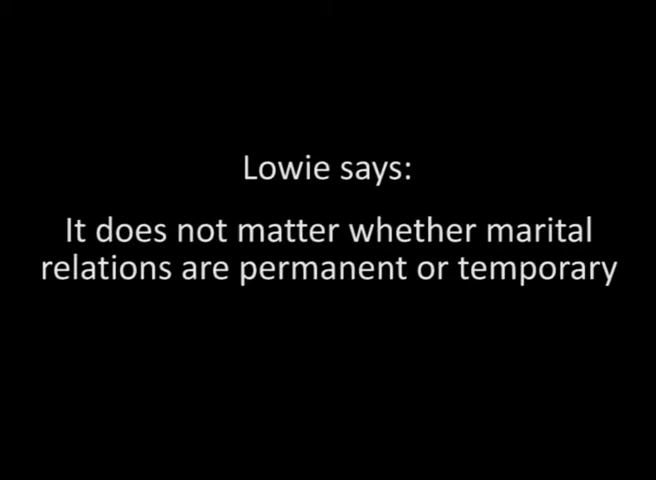 Lowie says:
It does not matter whether marital
relations are permanent or temporary